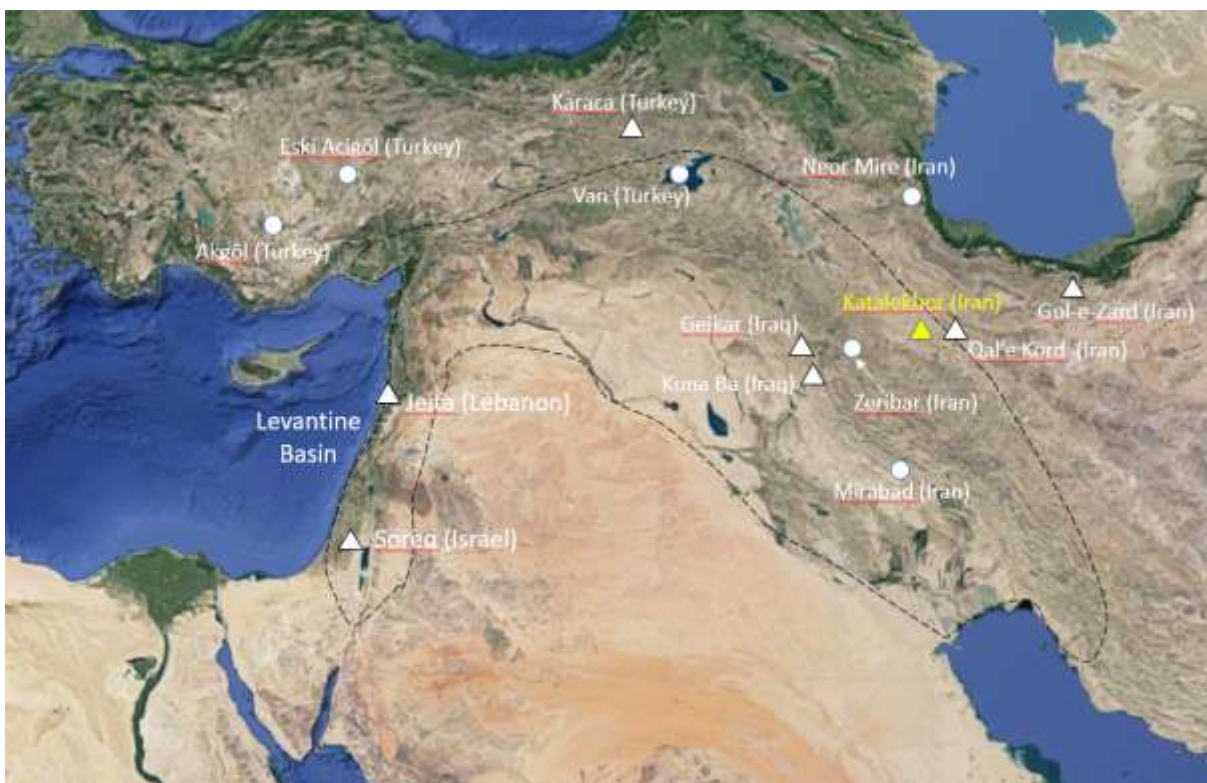 Karaca (Turkey)
Eski Acigöl (Turkey)
Neor Mire (Iran)
Van (Turkey)
Akgöl (Turkey)
Katalekhor (Iran)
Gol-e-Zard (Iran)
Gejkar (Iraq)
Qal'e Kord (Iran)
Kuna Ba (Iraq)
Zeribar (Iran)
Jeita (Lebanon)
Levantine
Basin
Mirabad (Iran)
Soreq (Israel)